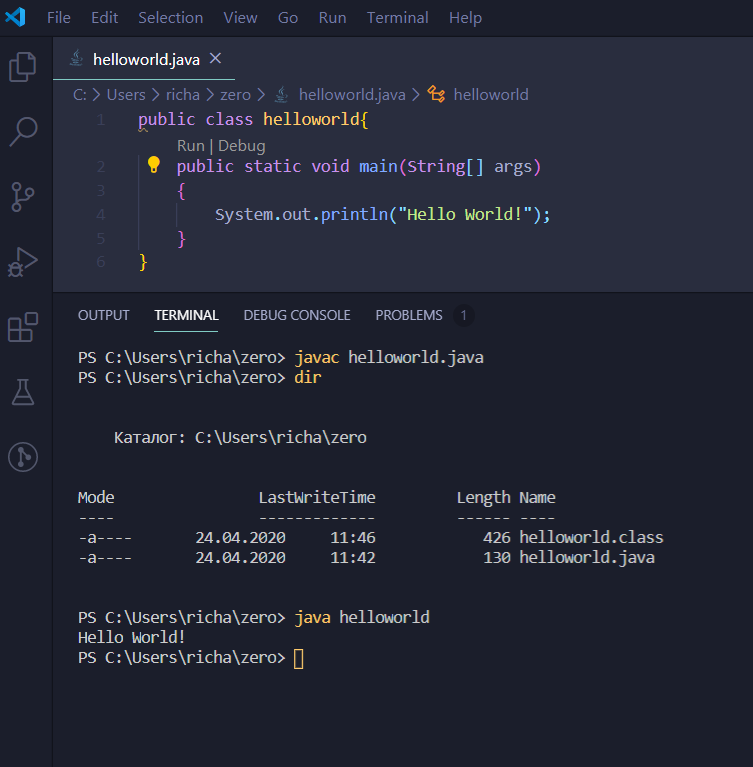 File Edit Selection View Go Run Terminal Help
helloworld.java
C: > Users > richa > zero > helloworld.java > helloworld
1 public class helloworld{
Run | Debug
2 public static void main(String[] args)
3 {
4 System.out.println("Hello World!");
5 }
6 }
OUTPUT TERMINAL DEBUG CONSOLE PROBLEMS 1
PS C:\Users\richa\zero> javac helloworld.java
PS C:\Users\richa\zero> dir
Каталог: C:\Users\richa\zero
Mode LastWriteTime Length Name
---- ------------- ------ ----
-a---- 24.04.2020 11:46 426 helloworld.class
-a---- 24.04.2020 11:42 130 helloworld.java
PS C:\Users\richa\zero> java helloworld
Hello World!
PS C:\Users\richa\zero>